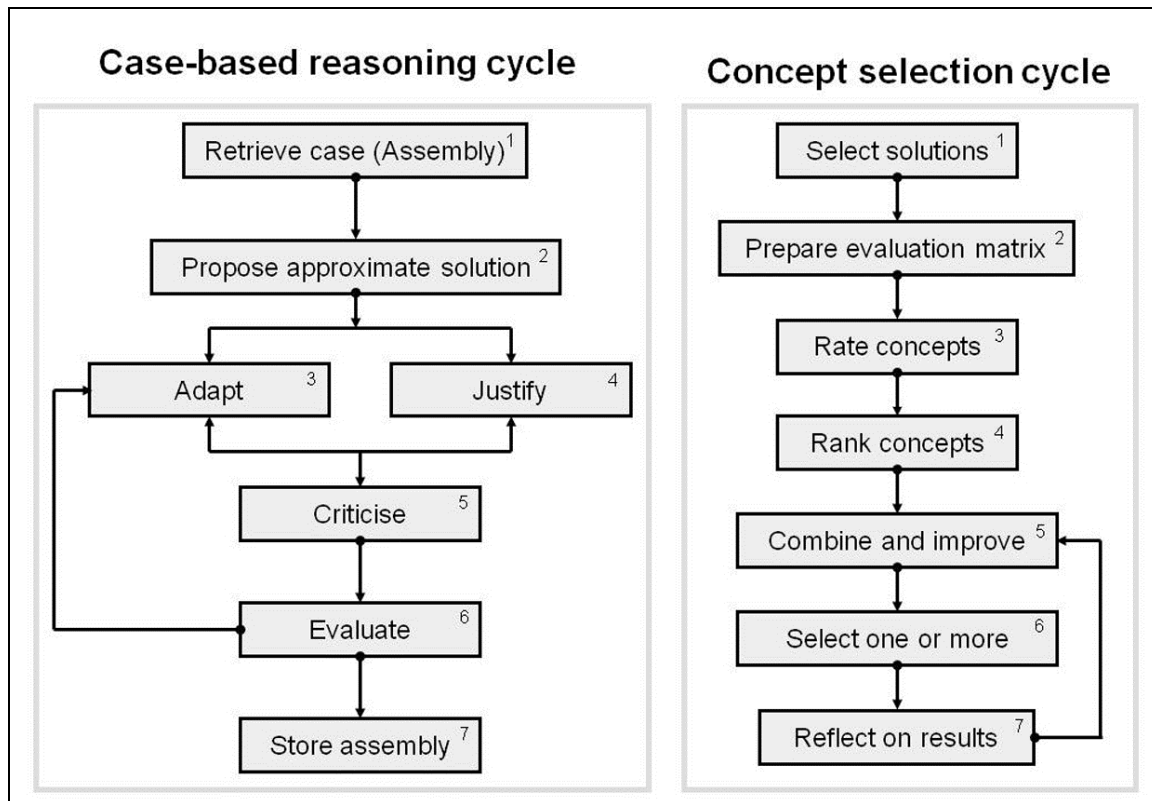 Case-based reasoning cycle
Retrieve case (Assembly) 1
Propose approximate solution 2
Adapt 3
Justify 4
Criticise 5
Evaluate 6
Store assembly 7
Concept selection cycle
Select solutions 1
Prepare evaluation matrix 2
Rate concepts 3
Rank concepts 4
Combine and improve 5
Select one or more 6
Reflect on results 7